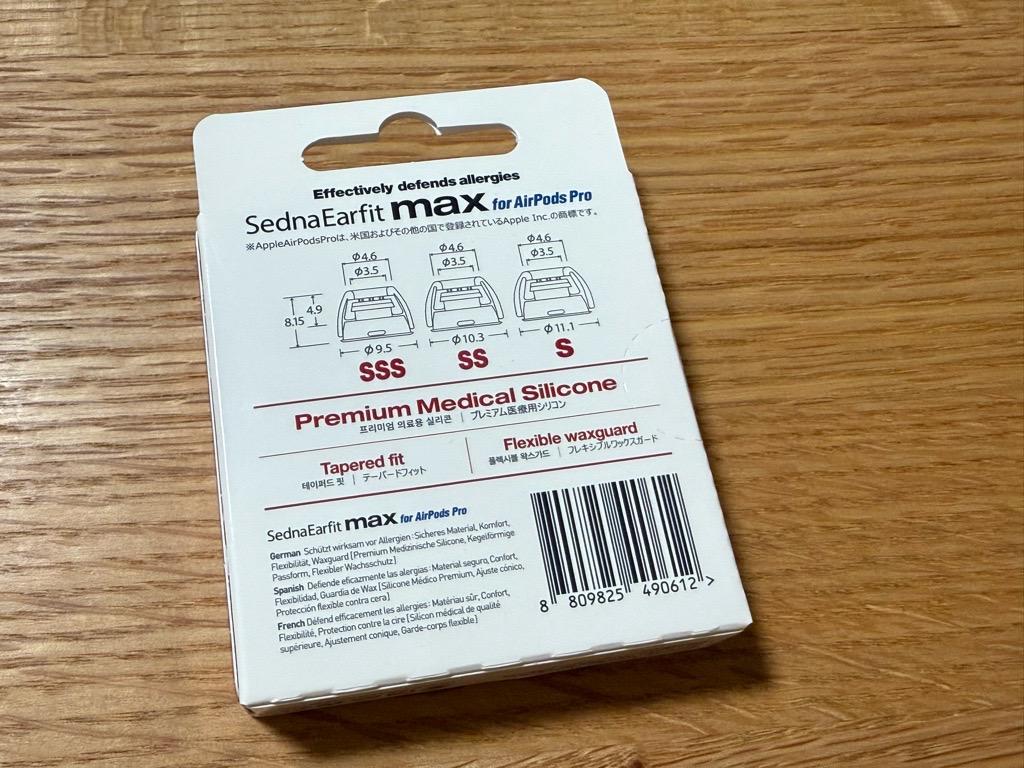 Effectively defends allergies
SednaEarfit max for AirPods Pro
※AppleAirPodsProは、米国およびその他の国で登録されているApple Inc.の商標です。
Φ4.6 Φ4.6 Φ4.6
Φ3.5 Φ3.5 Φ3.5
8.15 4.9
Φ9.5 Φ10.3 Φ11.1
SSS SS S
Premium Medical Silicone
프리미엄 의료용 실리콘 | プレミアム医療用シリコン
Tapered fit
테이퍼드 핏 | テーパードフィット
Flexible waxguard
플렉시블 왁스가드 | フレキシブルワックスガード
SednaEarfit max for AirPods Pro
German Schützt wirksam vor Allergien : Sicheres Material, Komfort,
Flexibilität, Waxguard [Premium Medizinische Silicone, Kegelförmige
Passform, Flexibler Wachsschutz]
Spanish Defiende eficazmente las alergias : Material seguro, Confort,
Flexibilidad, Guardia de Wax [Silicone Médico Premium, Ajuste cónico,
Protección flexible contra cera]
French Défend efficacement les allergies : Matériau sûr, Confort,
Flexibilité, Protection contre la cire [Silicon médical de qualité
supérieure, Ajustement conique, Garde-corps flexible]
8 809825 490612 >